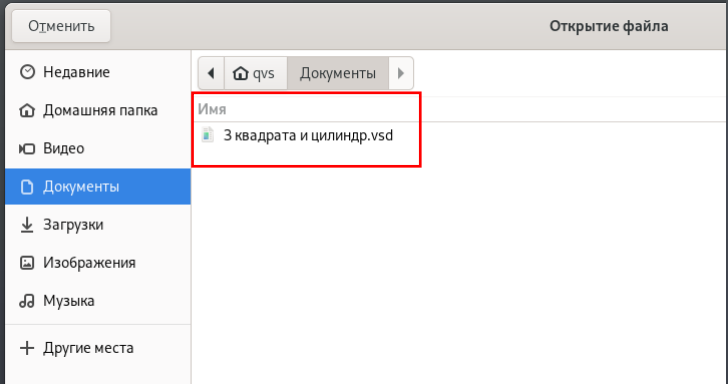 Отменить
Открытие файла
Недавние
Домашняя папка
Видео
Документы
Загрузки
Изображения
Музыка
Другие места
qvs
Документы
Имя
3 квадрата и цилиндр.vsd